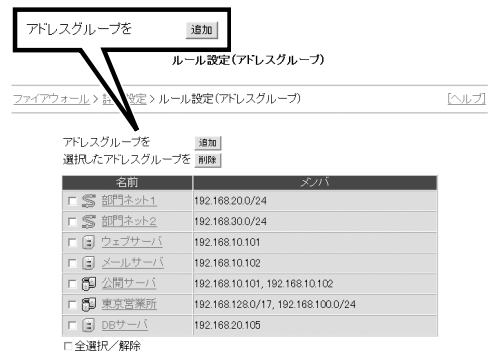 アドレスグループを 追加
ルール設定(アドレスグループ)
ファイアウォール > 設定 > ルール設定(アドレスグループ) [ヘルプ]
アドレスグループを 追加
選択したアドレスグループを 削除
名前 メンバ
部門ネット1 192.168.20.0/24
部門ネット2 192.168.30.0/24
ウェブサーバ 192.168.10.101
メールサーバ 192.168.10.102
公開サーバ 192.168.10.101, 192.168.10.102
東京営業所 192.168.128.0/17, 192.168.100.0/24
DBサーバ 192.168.20.105
全選択／解除